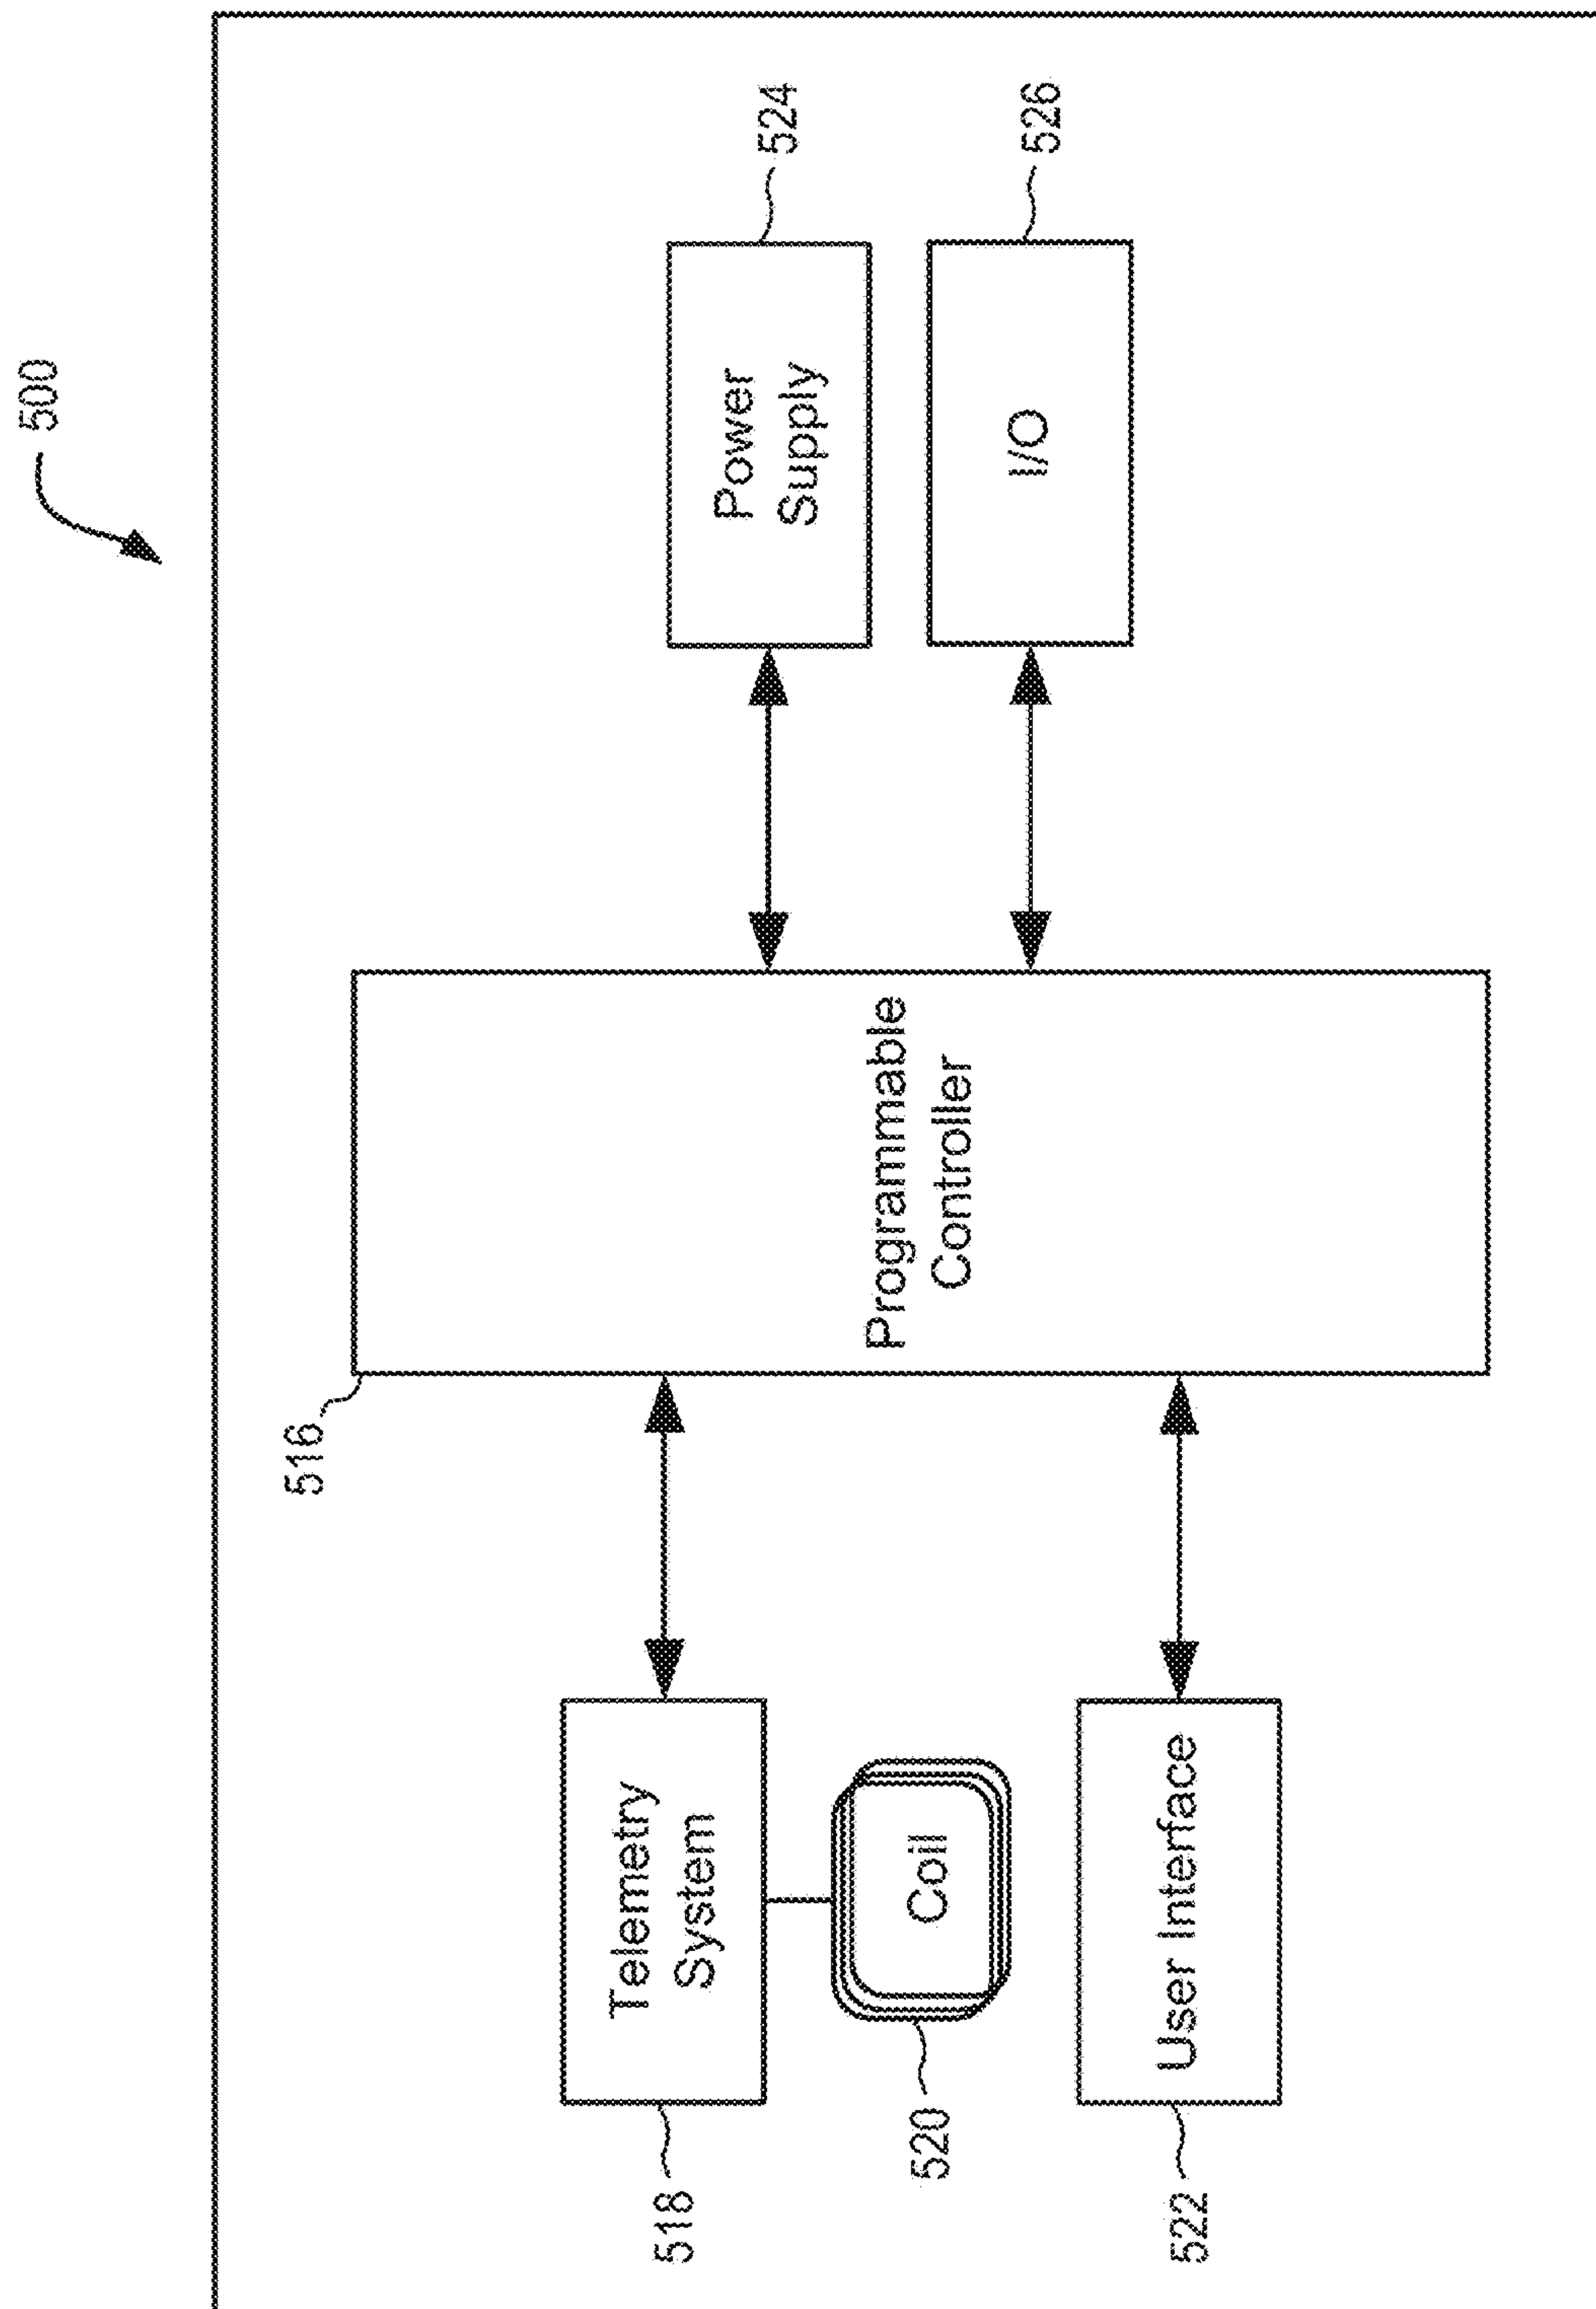 500
516
518
Telemetry
System
520
Coil
522
User Interface
Programmable
Controller
Power
Supply
524
I/O
526